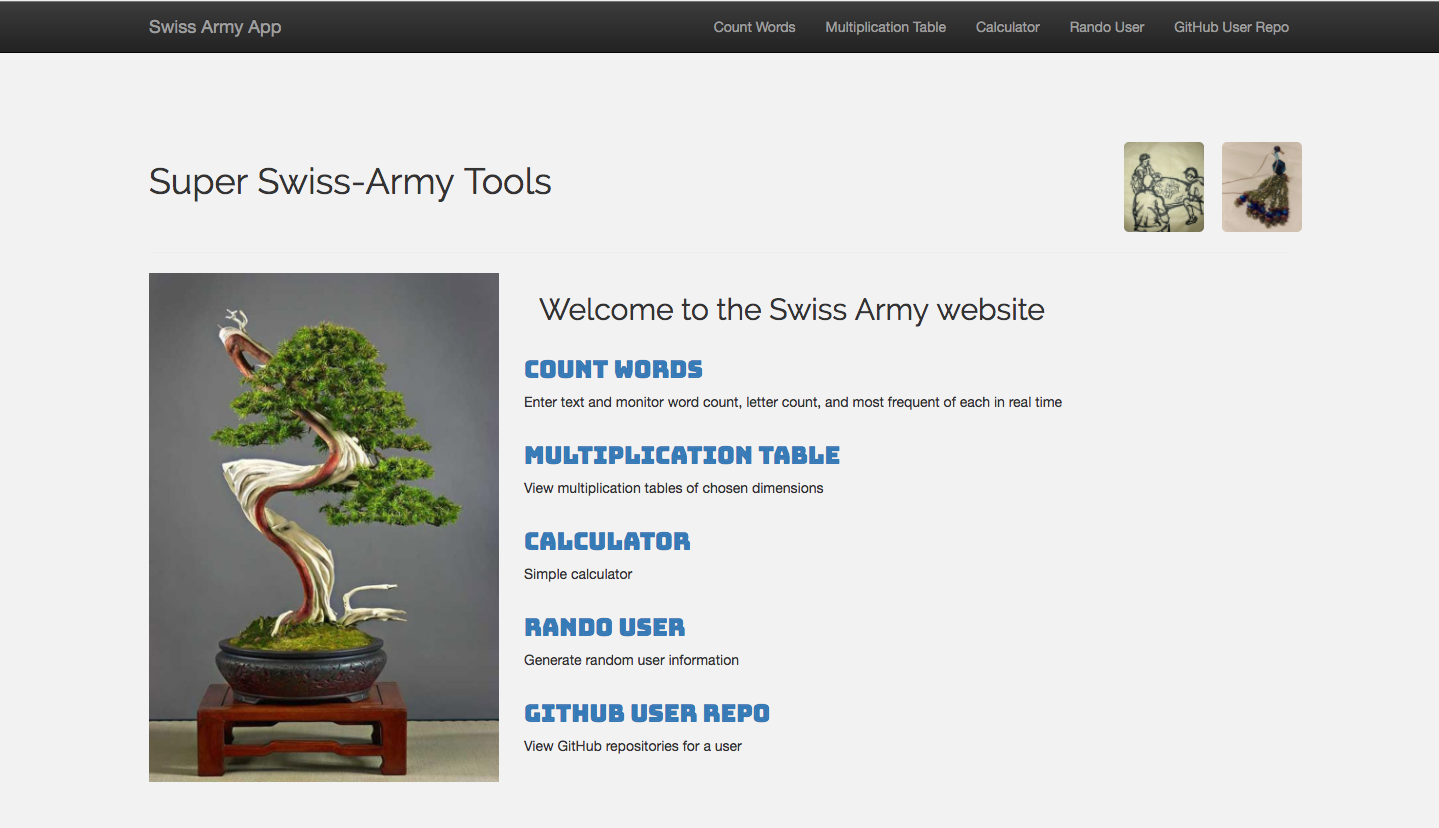 Swiss Army App
Count Words
Multiplication Table
Calculator
Rando User
GitHub User Repo
Super Swiss-Army Tools
Welcome to the Swiss Army website
COUNT WORDS
Enter text and monitor word count, letter count, and most frequent of each in real time
MULTIPLICATION TABLE
View multiplication tables of chosen dimensions
CALCULATOR
Simple calculator
RANDO USER
Generate random user information
GITHUB USER REPO
View GitHub repositories for a user